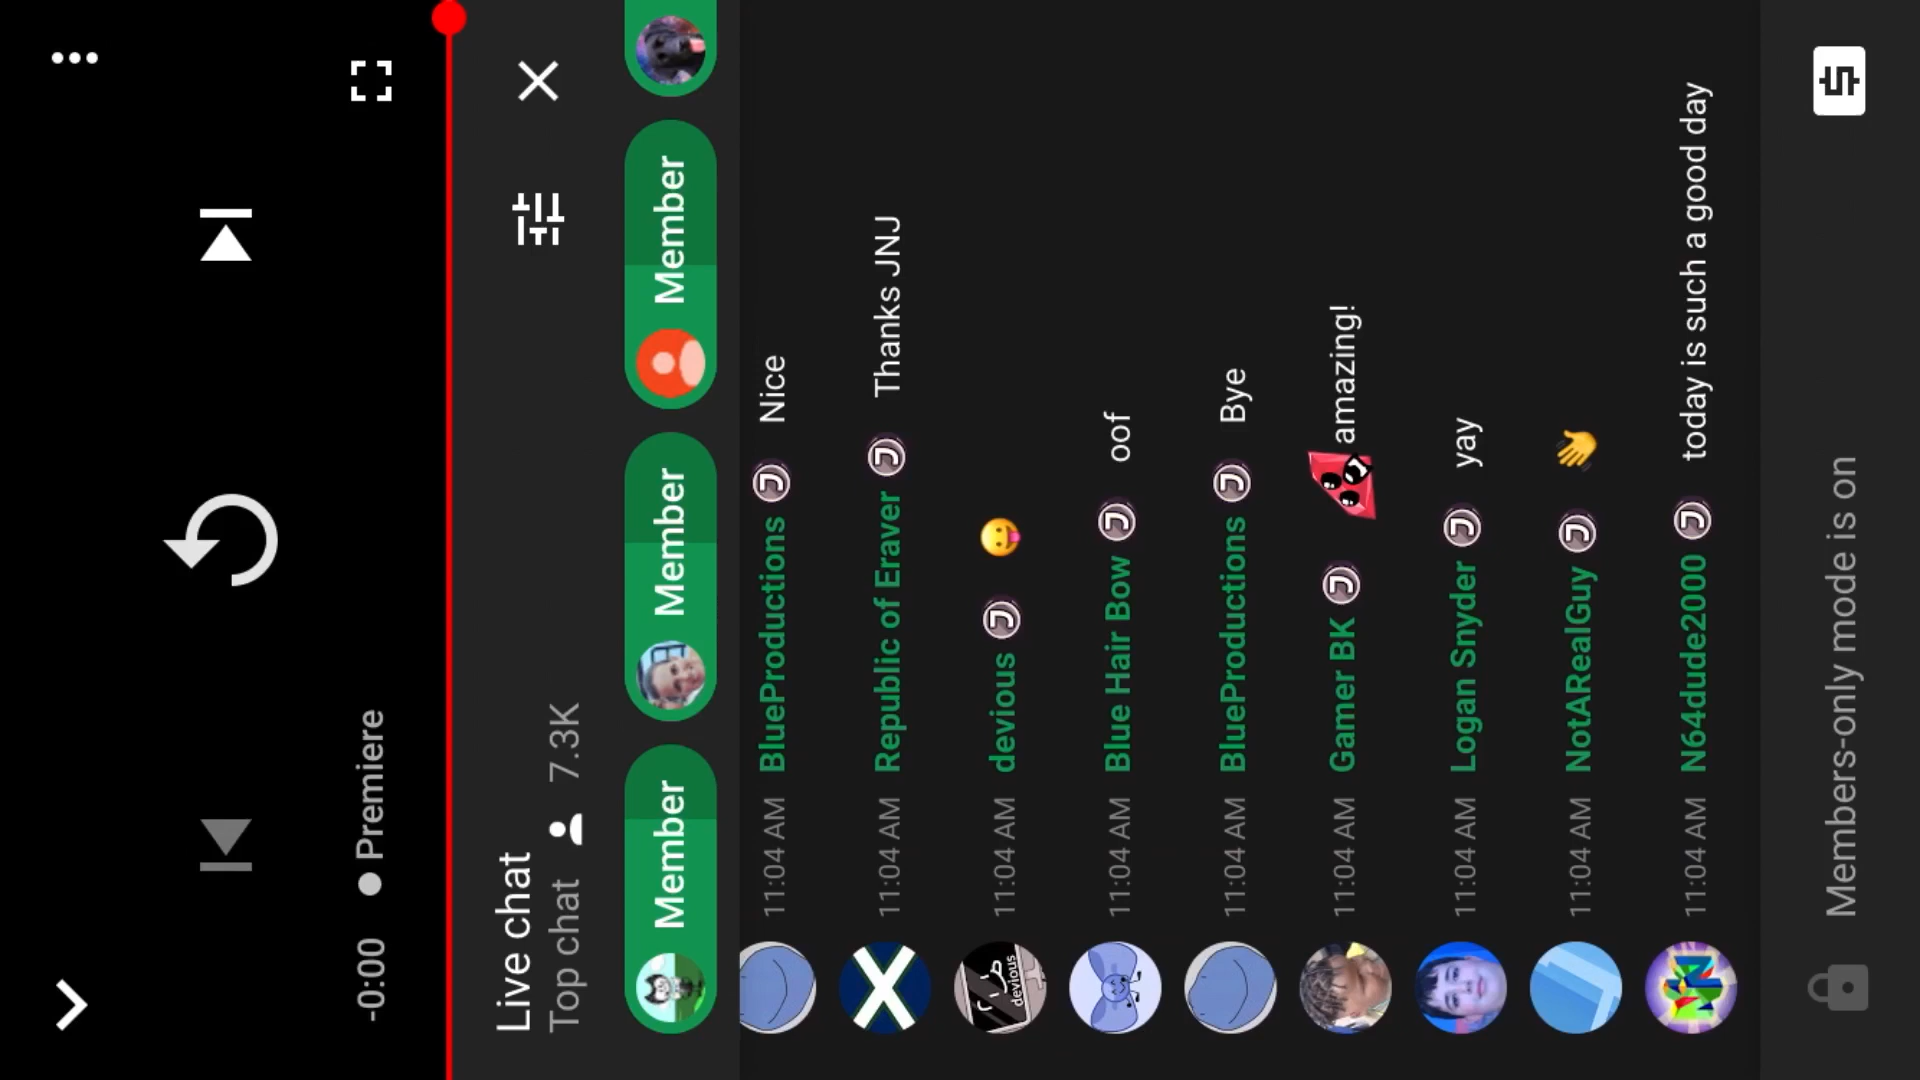 -0:00 ● Premiere
Live chat
Top chat 7.3K
Member Member Member
11:04 AM BlueProductions Nice
11:04 AM Republic of Eraver Thanks JNJ
11:04 AM devious 😛
devious
11:04 AM Blue Hair Bow oof
11:04 AM BlueProductions Bye
11:04 AM Gamer BK amazing!
11:04 AM Logan Snyder yay
11:04 AM NotARealGuy 👋
11:04 AM N64dude2000 today is such a good day
Members-only mode is on